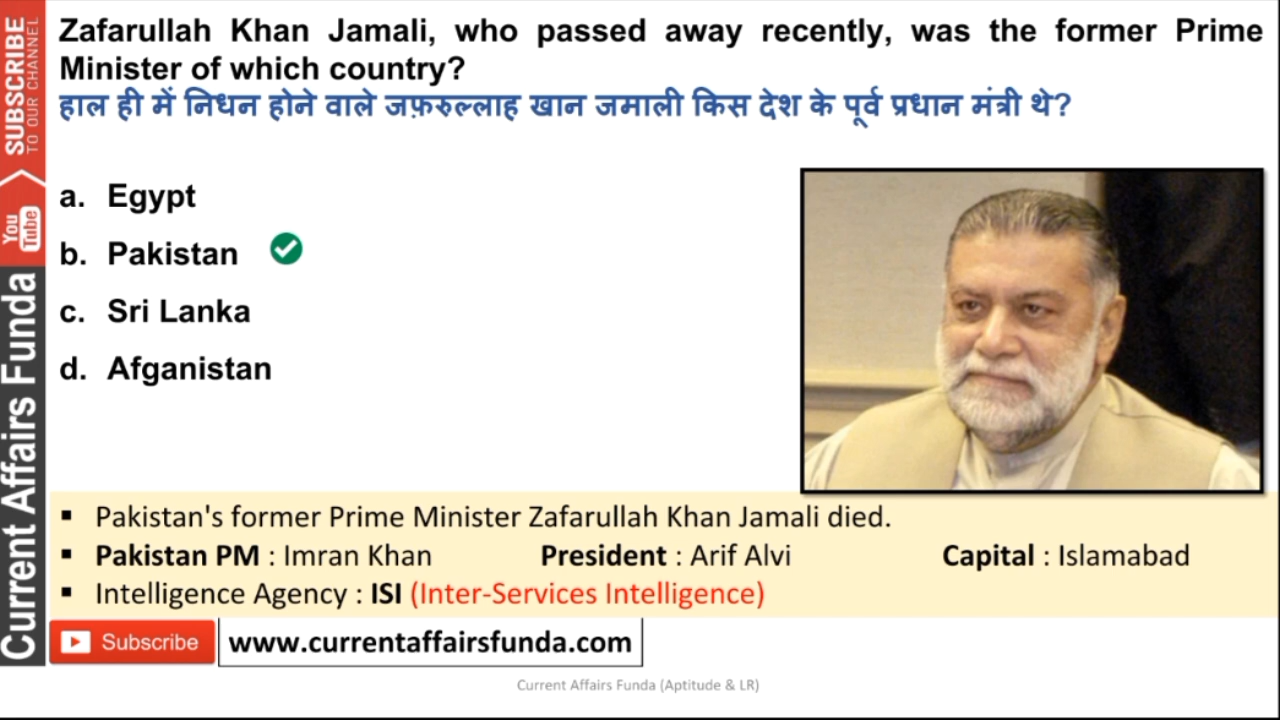 Zafarullah Khan Jamali, who passed away recently, was the former Prime
Minister of which country?
हाल ही में निधन होने वाले जफ़रुल्लाह खान जमाली किस देश के पूर्व प्रधान मंत्री थे?
a. Egypt
b. Pakistan
c. Sri Lanka
d. Afganistan
▪ Pakistan's former Prime Minister Zafarullah Khan Jamali died.
▪ Pakistan PM : Imran Khan President : Arif Alvi Capital : Islamabad
▪ Intelligence Agency : ISI (Inter-Services Intelligence)
Subscribe www.currentaffairsfunda.com
Current Affairs Funda (Aptitude & LR)
SUBSCRIBE
TO OUR CHANNEL
You
Tube
Current Affairs Funda